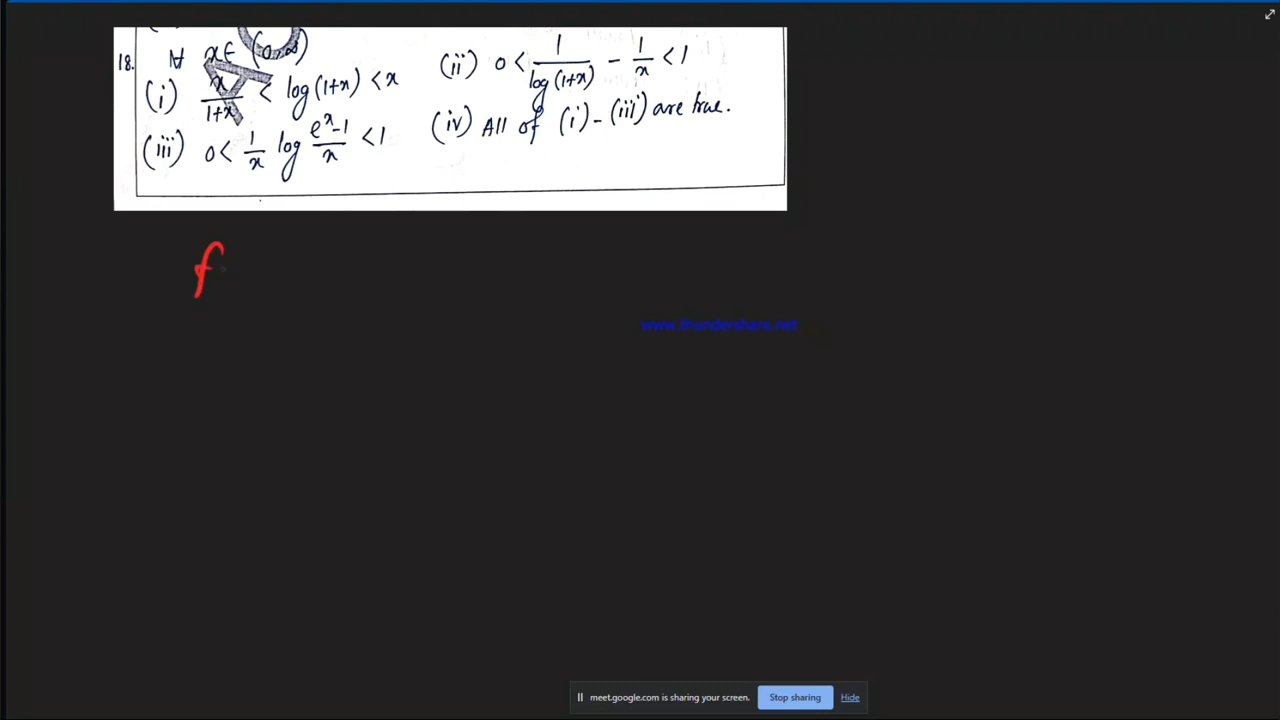 18. ∀ x∈ (0,∞)
(i) x/(1+x) < log(1+x) < x (ii) 0 < 1/log(1+x) - 1/x < 1
(iii) 0 < 1/x log (e^x-1)/x < 1 (iv) All of (i) - (iii) are true.
f
www.thundershare.net
meet.google.com is sharing your screen. Stop sharing Hide